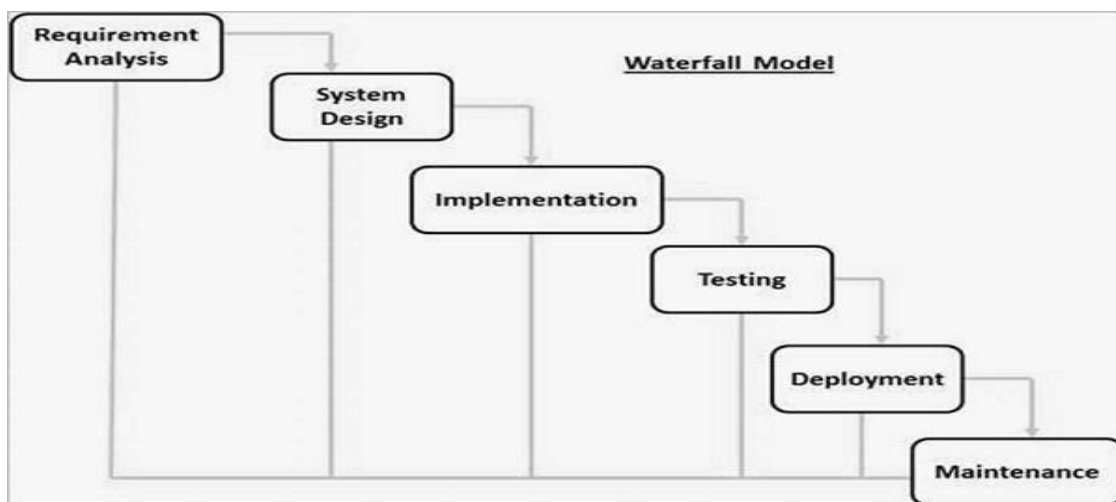 Requirement
Analysis
Waterfall Model
System
Design
Implementation
Testing
Deployment
Maintenance